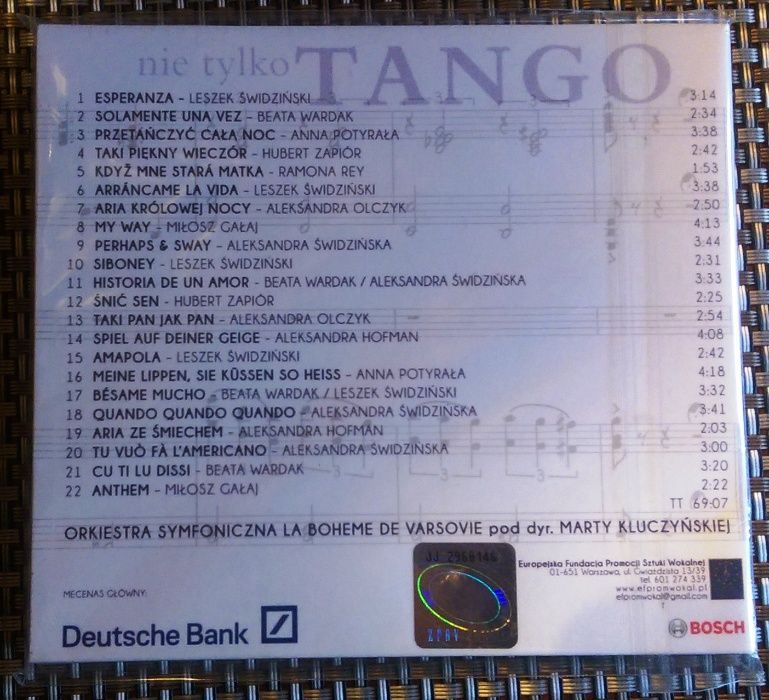 nie tylko TANGO
1 ESPERANZA - LESZEK ŚWIDZIŃSKI 3:14
2 SOLAMENTE UNA VEZ - BEATA WARDAK 2:34
3 PRZETAŃCZYĆ CAŁĄ NOC - ANNA POTYRAŁA 3:38
4 TAKI PIĘKNY WIECZÓR - HUBERT ZAPIÓR 2:42
5 KDYŽ MNE STARÁ MATKA - RAMONA REY 1:53
6 ARRÁNCAME LA VIDA - LESZEK ŚWIDZIŃSKI 3:38
7 ARIA KRÓLOWEJ NOCY - ALEKSANDRA OLCZYK 2:50
8 MY WAY - MIŁOSZ GAŁAJ 4:13
9 PERHAPS & SWAY - ALEKSANDRA ŚWIDZIŃSKA 3:44
10 SIBONEY - LESZEK ŚWIDZIŃSKI 2:31
11 HISTORIA DE UN AMOR - BEATA WARDAK / ALEKSANDRA ŚWIDZIŃSKA 3:33
12 ŚNIĆ SEN - HUBERT ZAPIÓR 2:25
13 TAKI PAN JAK PAN - ALEKSANDRA OLCZYK 2:54
14 SPIEL AUF DEINER GEIGE - ALEKSANDRA HOFMAN 4:08
15 AMAPOLA - LESZEK ŚWIDZIŃSKI 2:42
16 MEINE LIPPEN, SIE KÜSSEN SO HEISS - ANNA POTYRAŁA 4:18
17 BÉSAME MUCHO - BEATA WARDAK / LESZEK ŚWIDZIŃSKI 3:32
18 QUANDO QUANDO QUANDO - ALEKSANDRA ŚWIDZIŃSKA 3:41
19 ARIA ZE ŚMIECHEM - ALEKSANDRA HOFMAN 2:03
20 TU VUÒ FÀ L'AMERICANO - ALEKSANDRA ŚWIDZIŃSKA 3:00
21 CU TI LU DISSI - BEATA WARDAK 3:20
22 ANTHEM - MIŁOSZ GAŁAJ 2:22
TT 69:07
ORKIESTRA SYMFONICZNA LA BOHEME DE VARSOVIE pod dyr. MARTY KLUCZYŃSKIEJ
JJ 2968146
ZPAV
Europejska Fundacja Promocji Sztuki Wokalnej
01-651 Warszawa, ul. Gwiaździsta 13/39
tel 601 274 339
www.efpromwokal.pl
efpromwokal@gmail.com
MECENAS GŁÓWNY:
Deutsche Bank
BOSCH